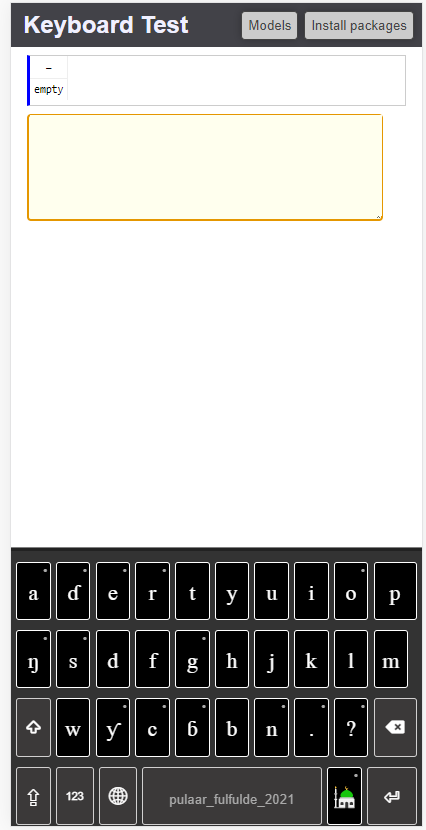 Keyboard Test Models Install packages
–
empty
a ɗ e r t y u i o p
ŋ s d f g h j k l m
w ƴ c ɓ b n . ?
123 pulaar_fulfulde_2021